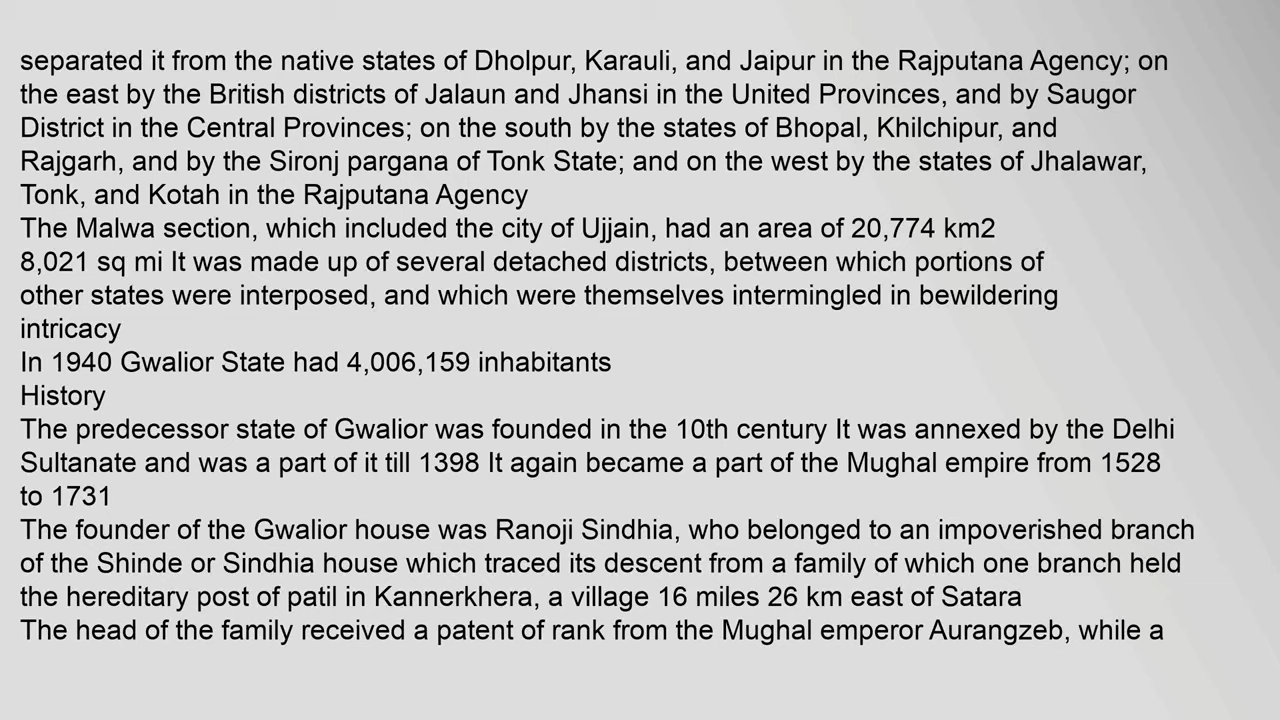 separated it from the native states of Dholpur, Karauli, and Jaipur in the Rajputana Agency; on
the east by the British districts of Jalaun and Jhansi in the United Provinces, and by Saugor
District in the Central Provinces; on the south by the states of Bhopal, Khilchipur, and
Rajgarh, and by the Sironj pargana of Tonk State; and on the west by the states of Jhalawar,
Tonk, and Kotah in the Rajputana Agency
The Malwa section, which included the city of Ujjain, had an area of 20,774 km2
8,021 sq mi It was made up of several detached districts, between which portions of
other states were interposed, and which were themselves intermingled in bewildering
intricacy
In 1940 Gwalior State had 4,006,159 inhabitants
History
The predecessor state of Gwalior was founded in the 10th century It was annexed by the Delhi
Sultanate and was a part of it till 1398 It again became a part of the Mughal empire from 1528
to 1731
The founder of the Gwalior house was Ranoji Sindhia, who belonged to an impoverished branch
of the Shinde or Sindhia house which traced its descent from a family of which one branch held
the hereditary post of patil in Kannerkhera, a village 16 miles 26 km east of Satara
The head of the family received a patent of rank from the Mughal emperor Aurangzeb, while a